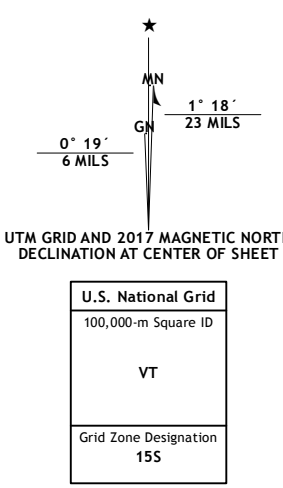 ★
MN
1° 18´
23 MILS
GN
0° 19´
6 MILS
UTM GRID AND 2017 MAGNETIC NORT
DECLINATION AT CENTER OF SHEET
U.S. National Grid
100,000-m Square ID
VT
Grid Zone Designation
15S